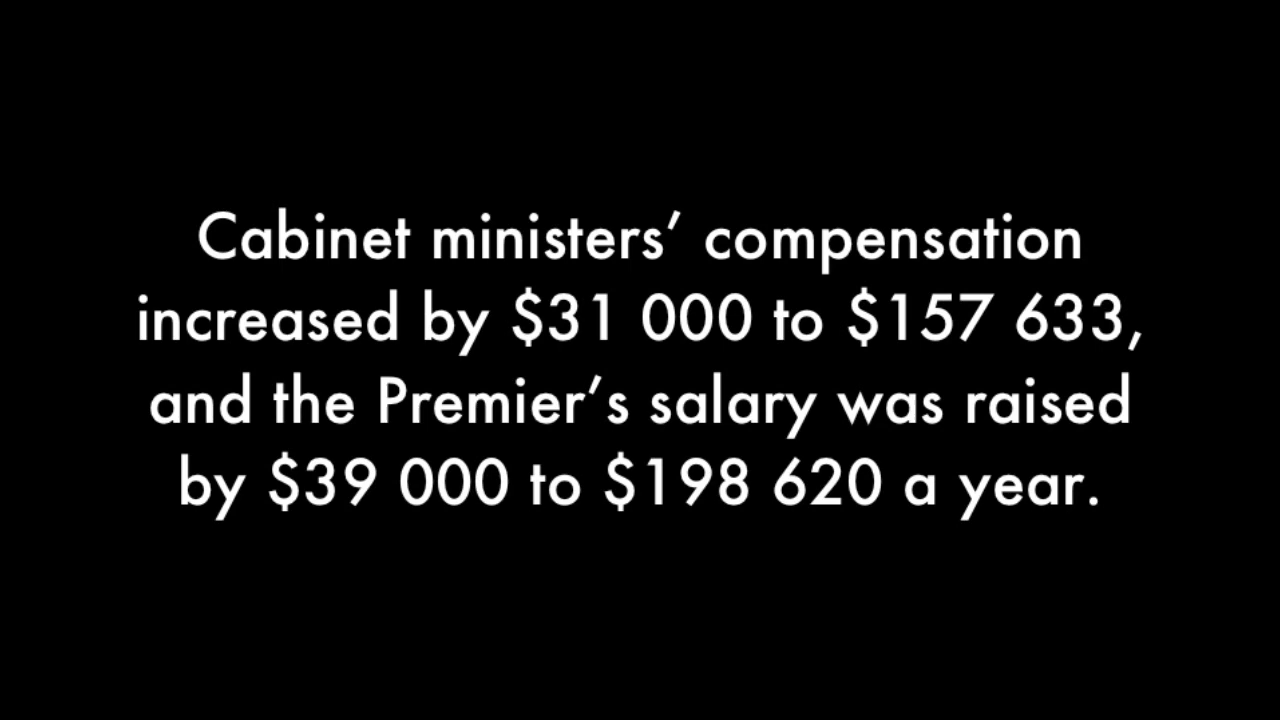 Cabinet ministers’ compensation
increased by $31 000 to $157 633,
and the Premier’s salary was raised
by $39 000 to $198 620 a year.